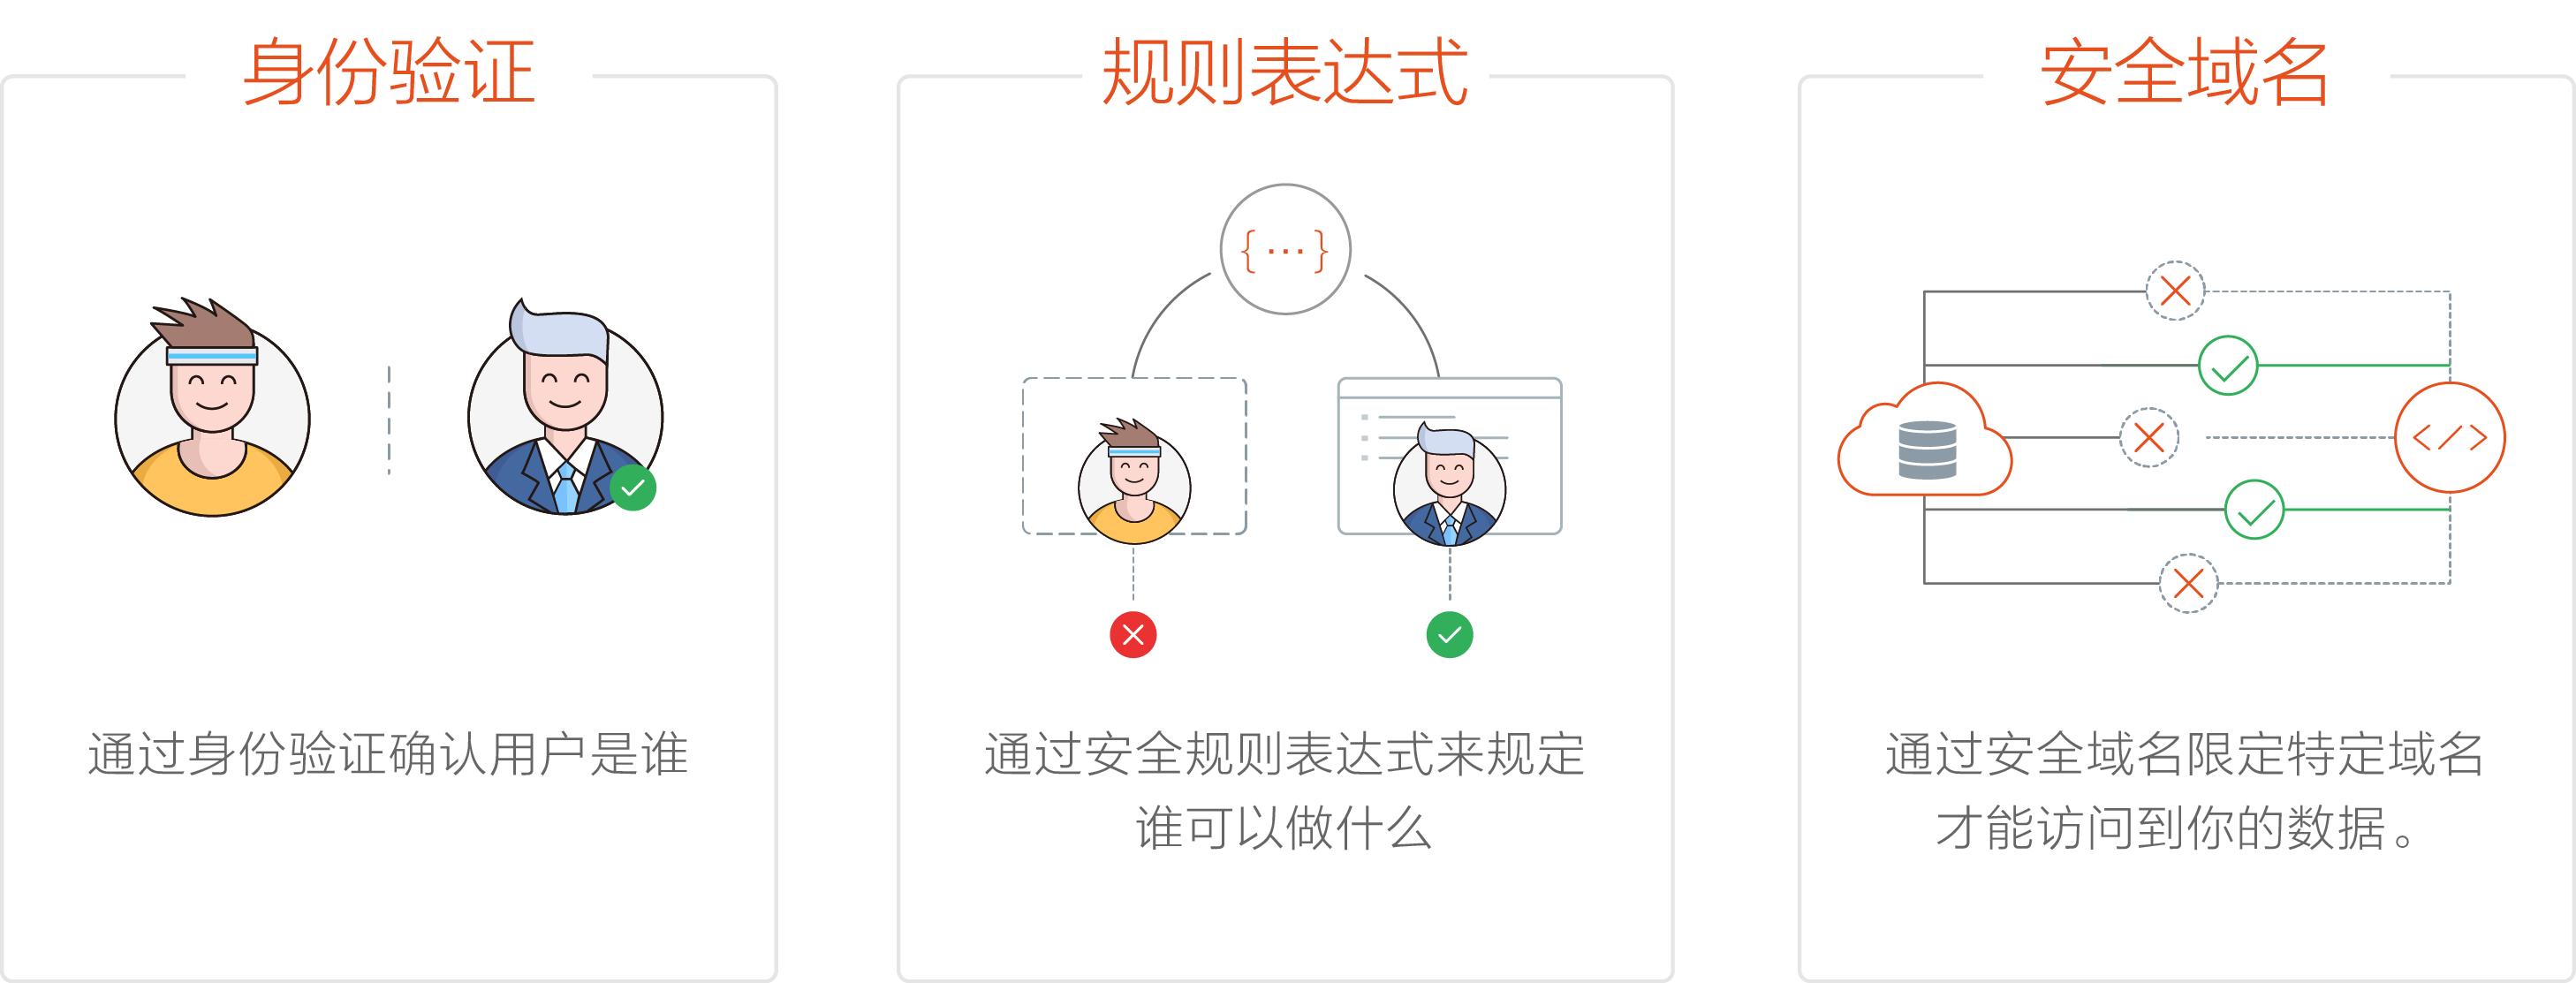 身份验证
通过身份验证确认用户是谁
规则表达式
{···}
通过安全规则表达式来规定
谁可以做什么
安全域名
</>
通过安全域名限定特定域名
才能访问到你的数据。